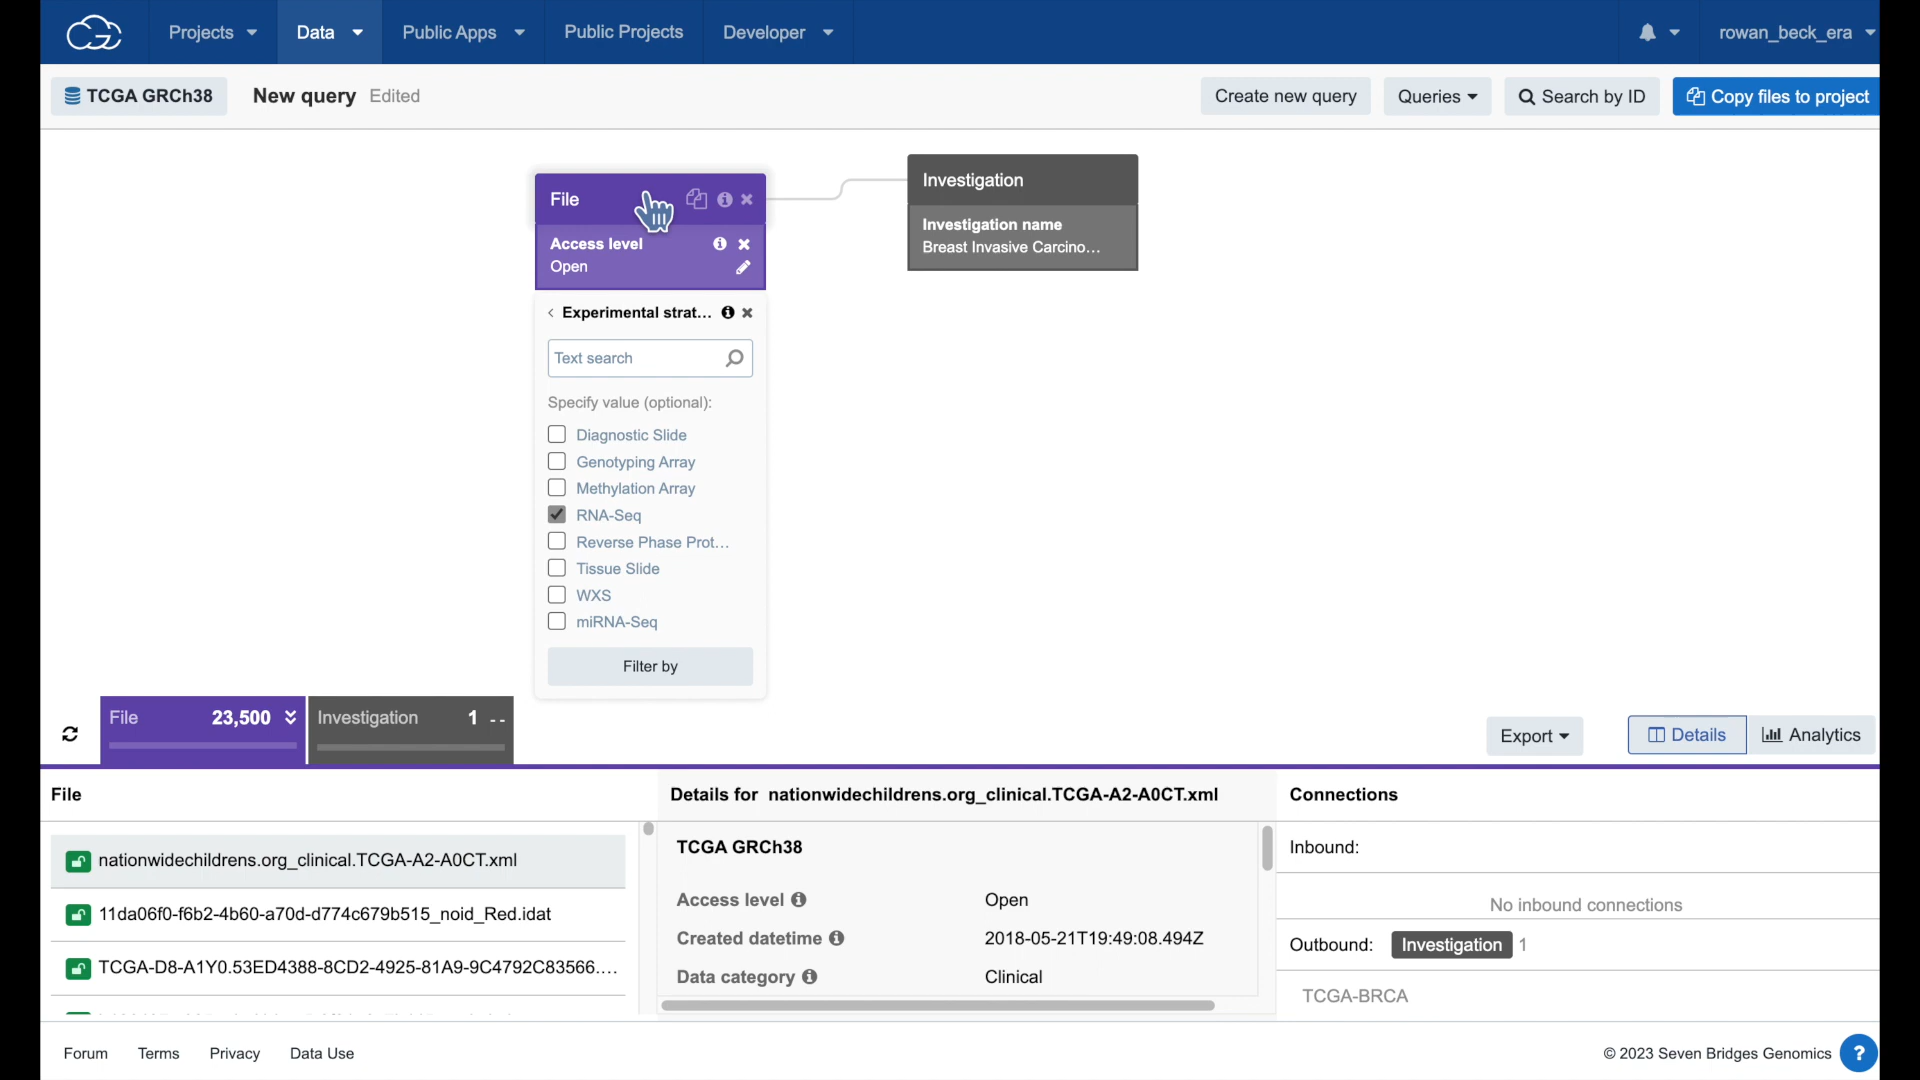 Projects Data Public Apps Public Projects Developer rowan_beck_era
TCGA GRCh38 New query Edited Create new query Queries Search by ID Copy files to project
File
Access level
Open
Investigation
Investigation name
Breast Invasive Carcino...
Experimental strat...
Text search
Specify value (optional):
Diagnostic Slide
Genotyping Array
Methylation Array
RNA-Seq
Reverse Phase Prot...
Tissue Slide
WXS
miRNA-Seq
Filter by
File 23,500 Investigation 1 --
Export Details Analytics
File
nationwidechildrens.org_clinical.TCGA-A2-A0CT.xml
11da06f0-f6b2-4b60-a70d-d774c679b515_noid_Red.idat
TCGA-D8-A1Y0.53ED4388-8CD2-4925-81A9-9C4792C83566....
Details for nationwidechildrens.org_clinical.TCGA-A2-A0CT.xml
TCGA GRCh38
Access level Open
Created datetime 2018-05-21T19:49:08.494Z
Data category Clinical
Connections
Inbound:
No inbound connections
Outbound: Investigation 1
TCGA-BRCA
Forum Terms Privacy Data Use © 2023 Seven Bridges Genomics ?